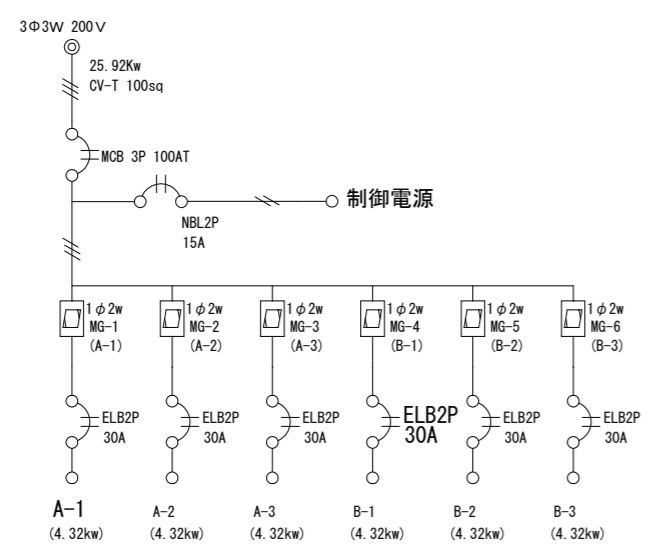 3Φ3W 200V
25.92Kw
CV-T 100sq
MCB 3P 100AT
制御電源
NBL2P
15A
1φ2w
MG-1
(A-1)
1φ2w
MG-2
(A-2)
1φ2w
MG-3
(A-3)
1φ2w
MG-4
(B-1)
1φ2w
MG-5
(B-2)
1φ2w
MG-6
(B-3)
ELB2P
30A
ELB2P
30A
ELB2P
30A
ELB2P
30A
ELB2P
30A
ELB2P
30A
A-1
(4.32kw)
A-2
(4.32kw)
A-3
(4.32kw)
B-1
(4.32kw)
B-2
(4.32kw)
B-3
(4.32kw)